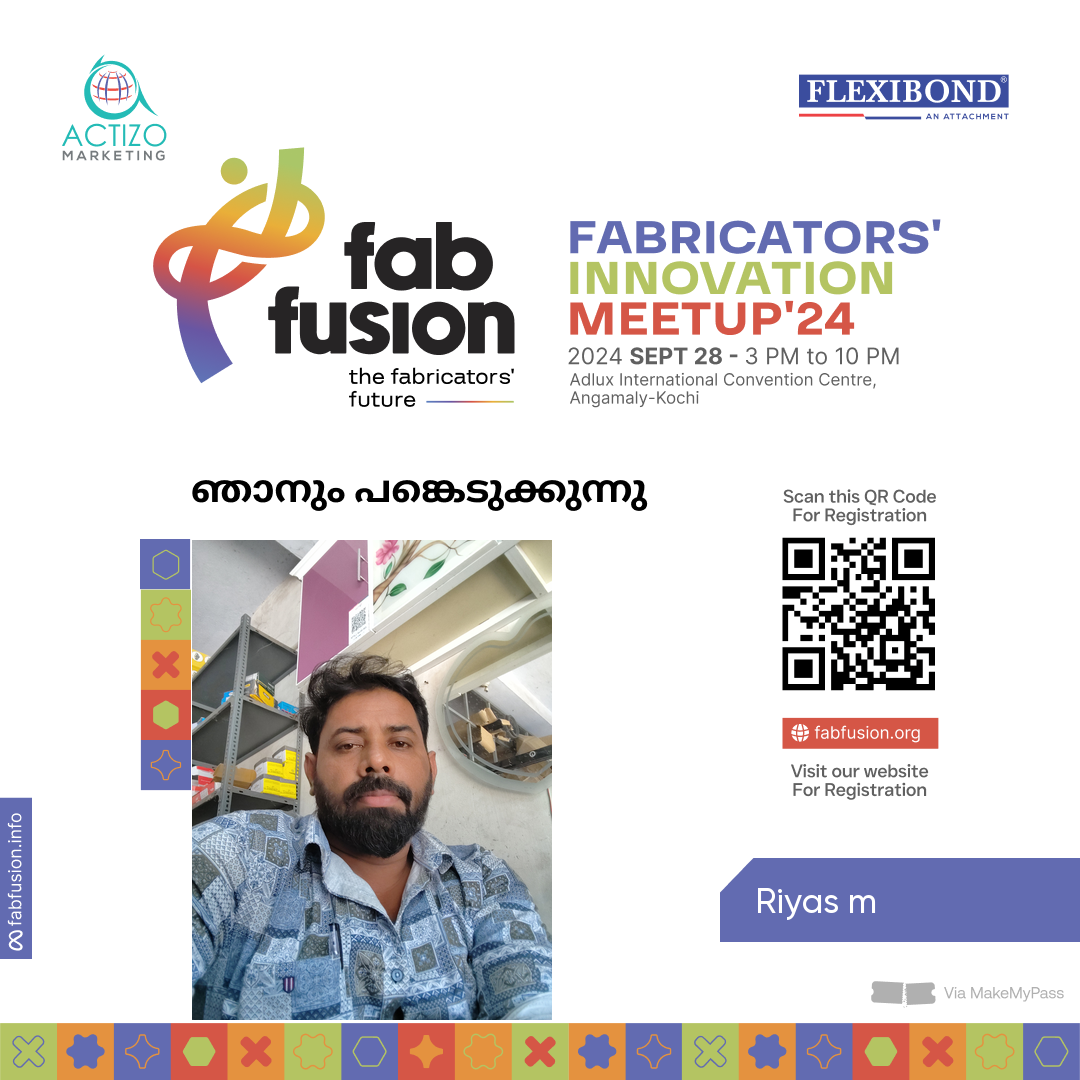 ACTIZO
MARKETING
FLEXIBOND®
AN ATTACHMENT
fab
fusion
the fabricators'
future
FABRICATORS'
INNOVATION
MEETUP'24
2024 SEPT 28 - 3 PM to 10 PM
Adlux International Convention Centre,
Angamaly-Kochi
ഞാനും പങ്കെടുക്കുന്നു
Scan this QR Code
For Registration
fabfusion.org
Visit our website
For Registration
fabfusion.info
Riyas m
Via MakeMyPass